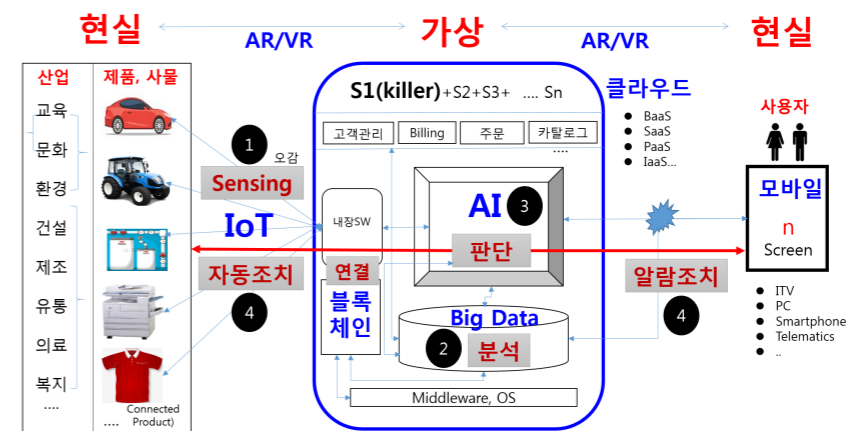 현실
AR/VR
가상
AR/VR
현실
산업
제품, 사물
교육
문화
환경
건설
제조
유통
의료
복지
....
Connected
.... Product)
1
오감
Sensing
IoT
자동조치
4
S1(killer)+S2+S3+ .... Sn
고객관리
Billing
주문
카탈로그
....
내장SW
연결
블록
체인
AI
3
판단
Big Data
2
분석
Middleware, OS
클라우드
● BaaS
● SaaS
● PaaS
● IaaS...
알람조치
4
사용자
모바일
n
Screen
● ITV
● PC
● Smartphone
● Telematics
● ..